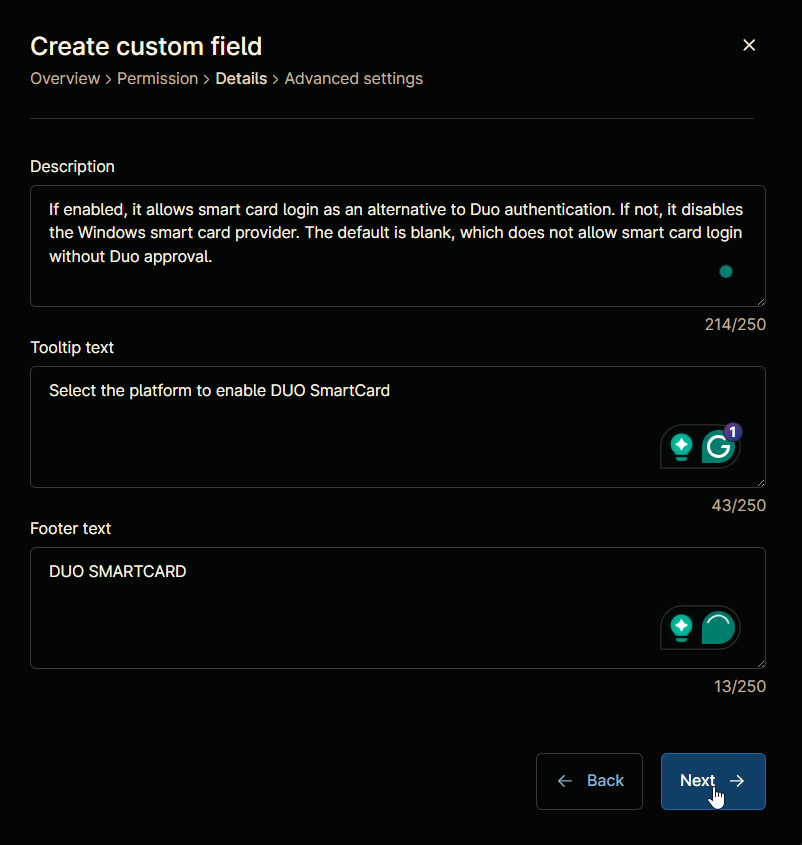 Create custom field
Overview > Permission > Details > Advanced settings
Description
If enabled, it allows smart card login as an alternative to Duo authentication. If not, it disables
the Windows smart card provider. The default is blank, which does not allow smart card login
without Duo approval.
214/250
Tooltip text
Select the platform to enable DUO SmartCard
1
43/250
Footer text
DUO SMARTCARD
13/250
Back
Next